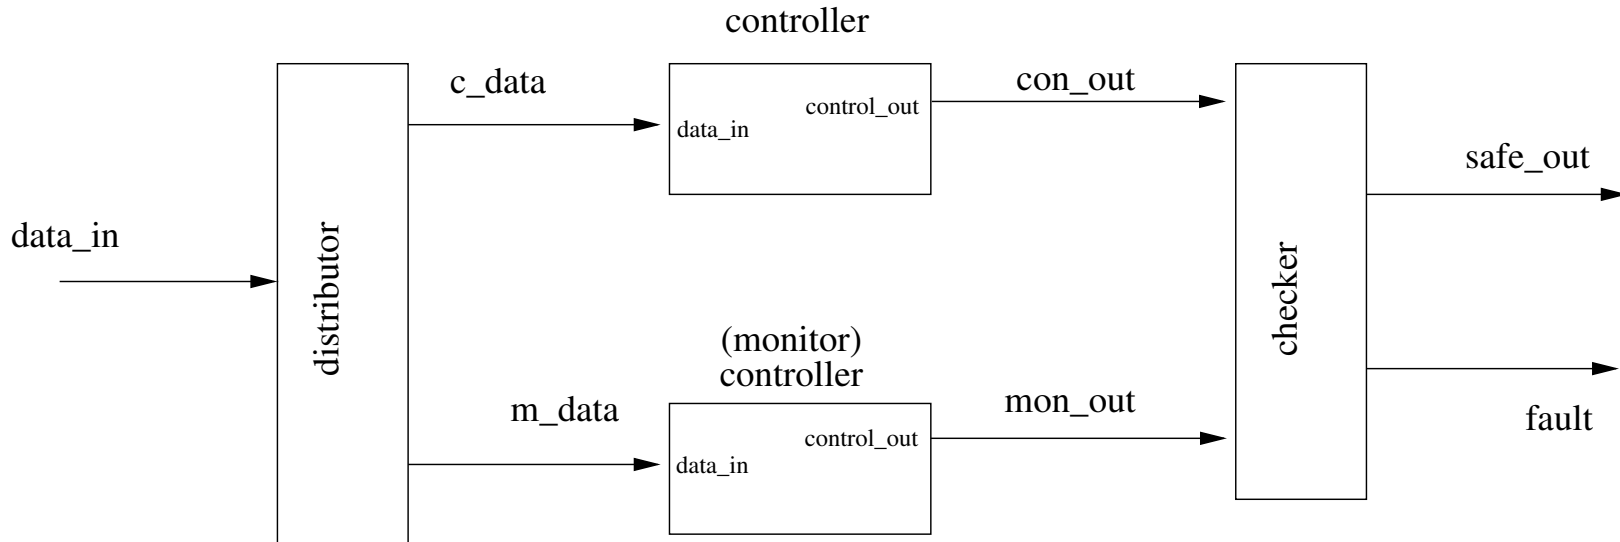 controller
c_data
con_out
control_out
data_in
safe_out
data_in
distributor
checker
(monitor)
controller
m_data
mon_out
fault
control_out
data_in